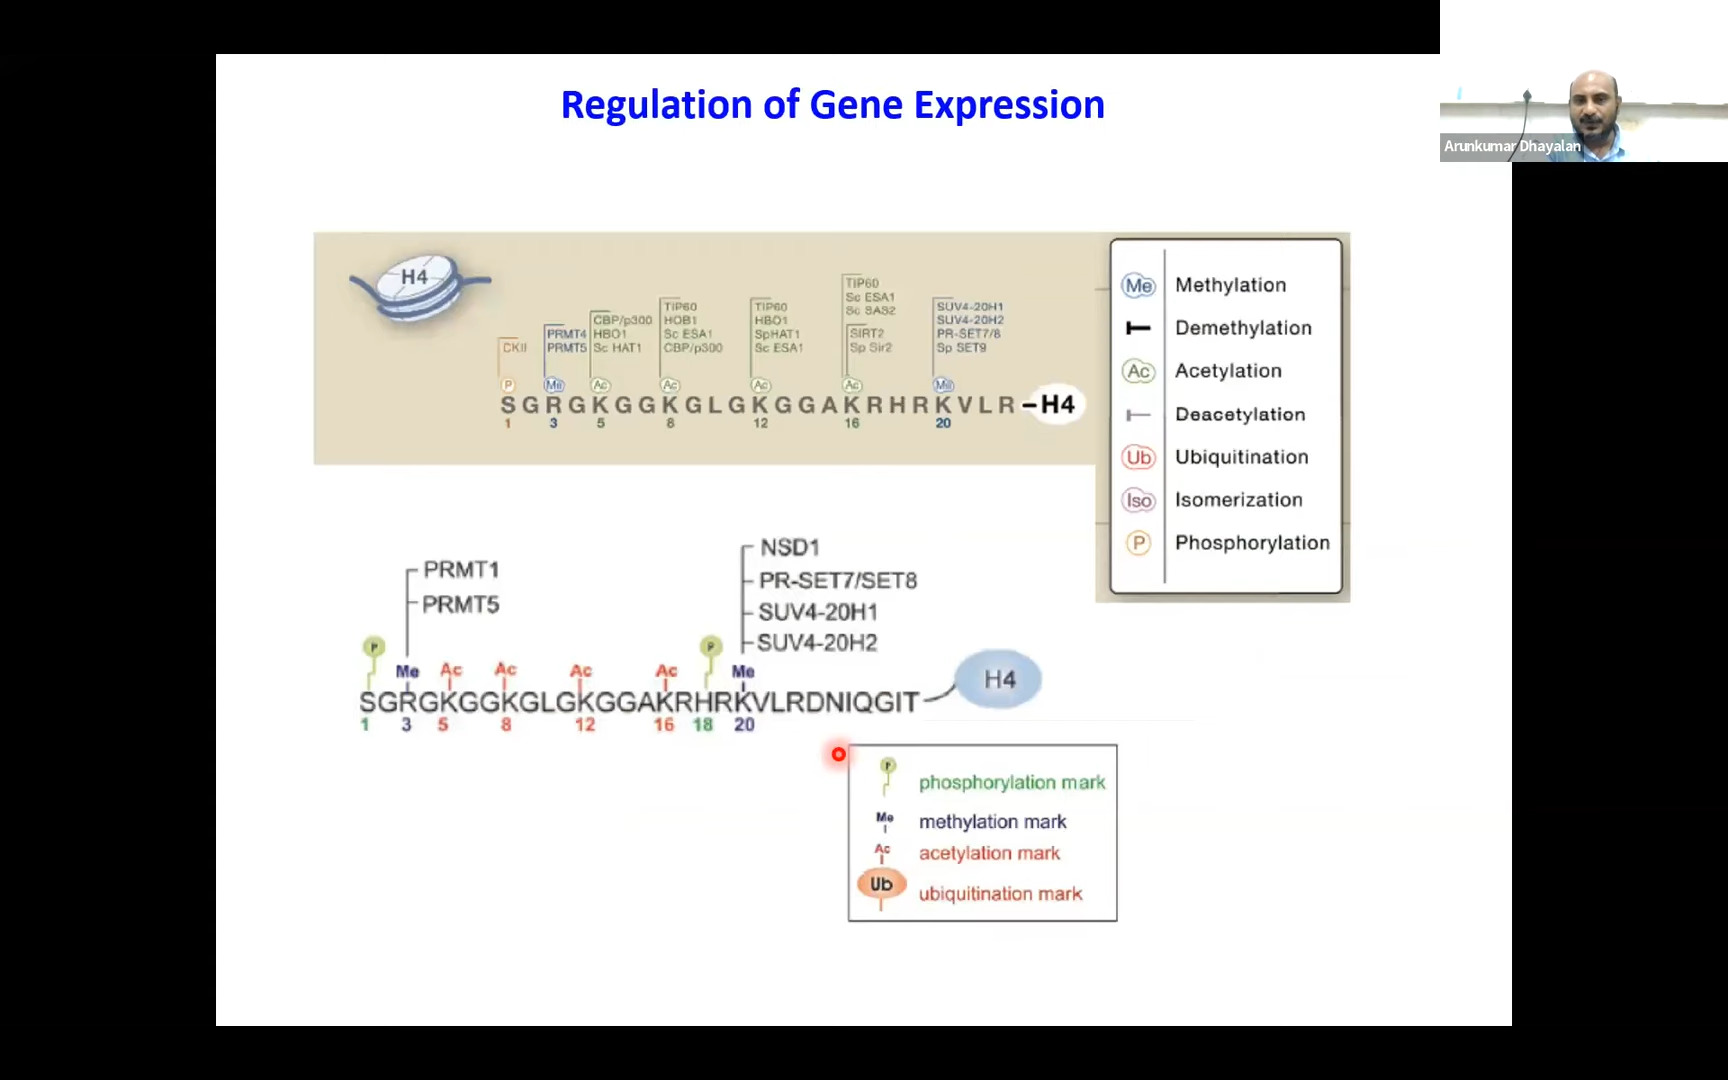 Regulation of Gene Expression
Arunkumar Dhayalan
H4
CKII
PRMT4
PRMT5
CBP/p300
HBO1
Sc HAT1
TIP60
HOB1
Sc ESA1
CBP/p300
TIP60
HBO1
SpHAT1
Sc ESA1
TIP60
Sc ESA1
Sc SAS2
SIRT2
Sp Sir2
SUV4-20H1
SUV4-20H2
PR-SET7/8
Sp SET9
P Me Ac Ac Ac Ac Me
S G R G K G G K G L G K G G A K R H R K V L R -H4
1 3 5 8 12 16 20
Me Methylation
Demethylation
Ac Acetylation
Deacetylation
Ub Ubiquitination
Iso Isomerization
P Phosphorylation
PRMT1
PRMT5
NSD1
PR-SET7/SET8
SUV4-20H1
SUV4-20H2
P Me Ac Ac Ac Ac P Me
SGRGKGGKGLGKGGAKRHRKVLRDNIQGIT H4
1 3 5 8 12 16 18 20
P phosphorylation mark
Me methylation mark
Ac acetylation mark
Ub ubiquitination mark